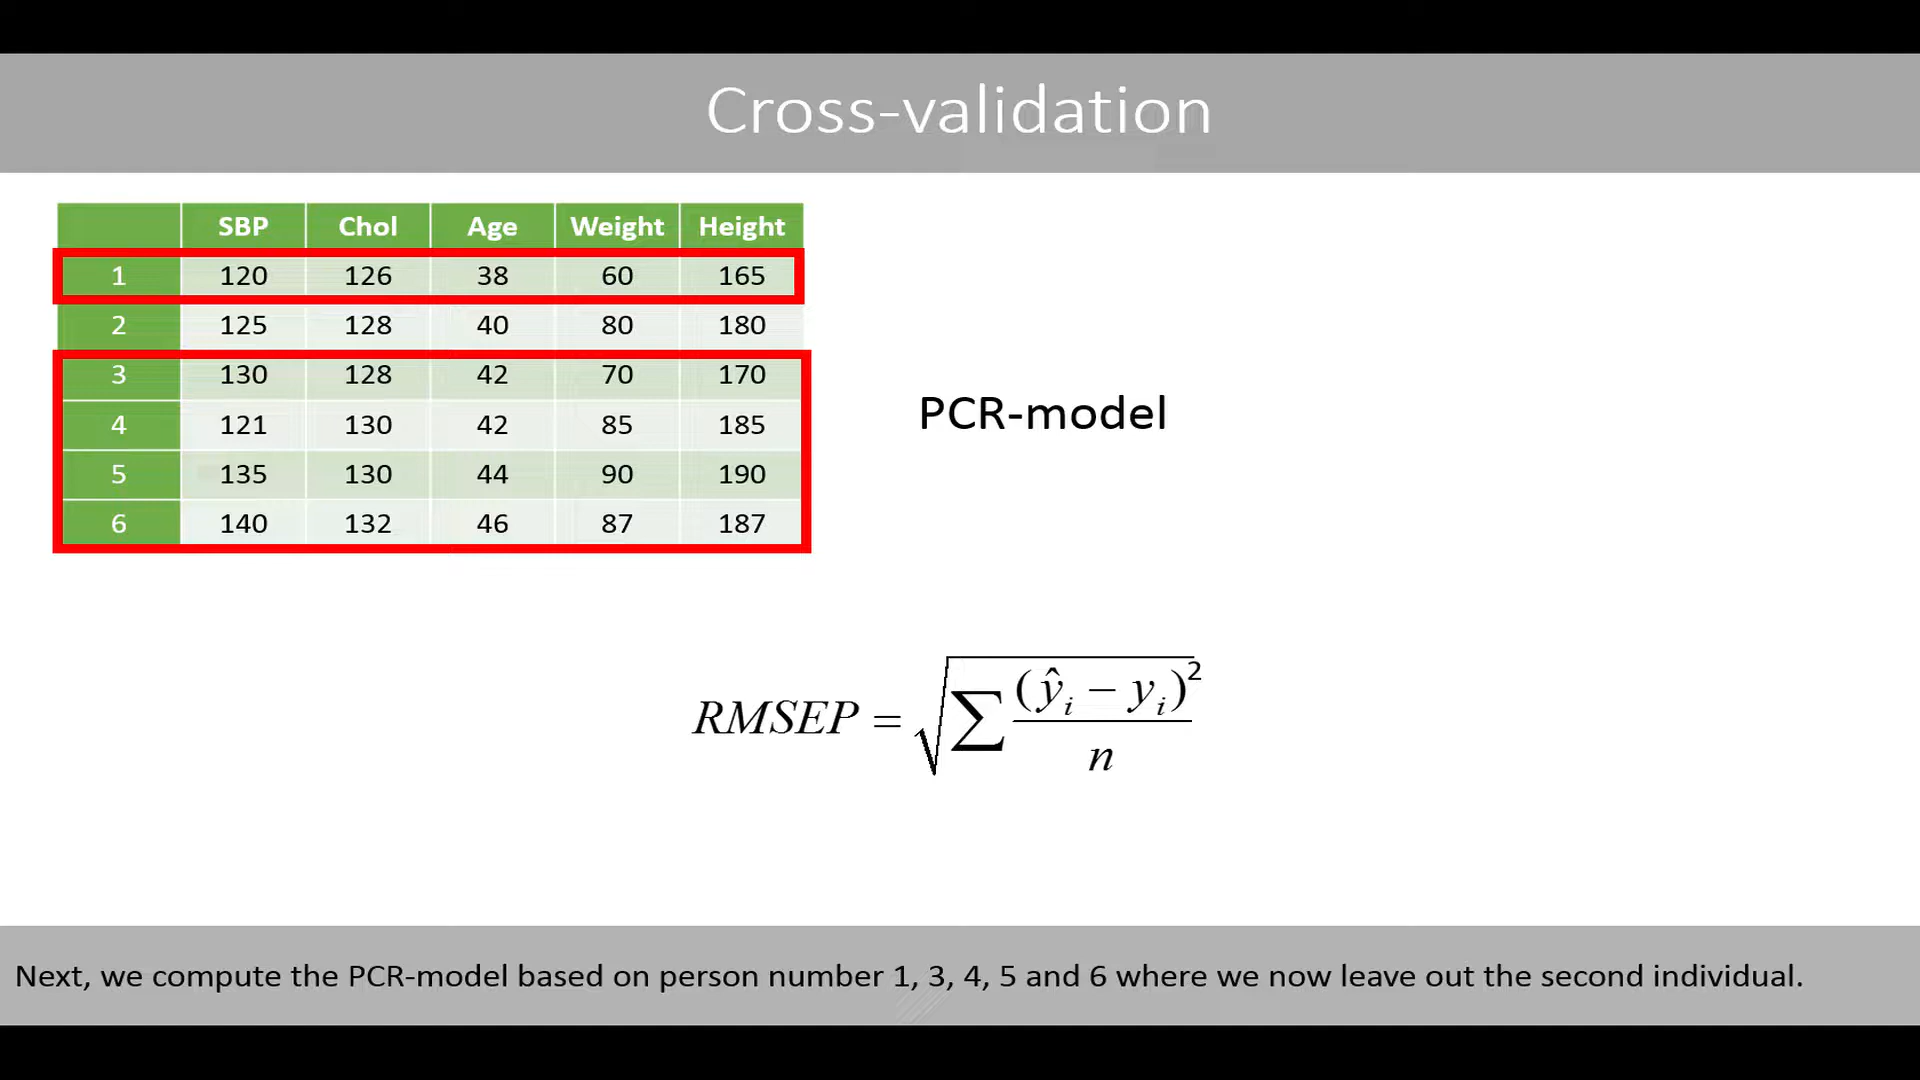 Cross-validation
SBP Chol Age Weight Height
1 120 126 38 60 165
2 125 128 40 80 180
3 130 128 42 70 170
4 121 130 42 85 185
5 135 130 44 90 190
6 140 132 46 87 187
PCR-model
RMSEP = √∑ (ŷᵢ − yᵢ)² / n
Next, we compute the PCR-model based on person number 1, 3, 4, 5 and 6 where we now leave out the second individual.